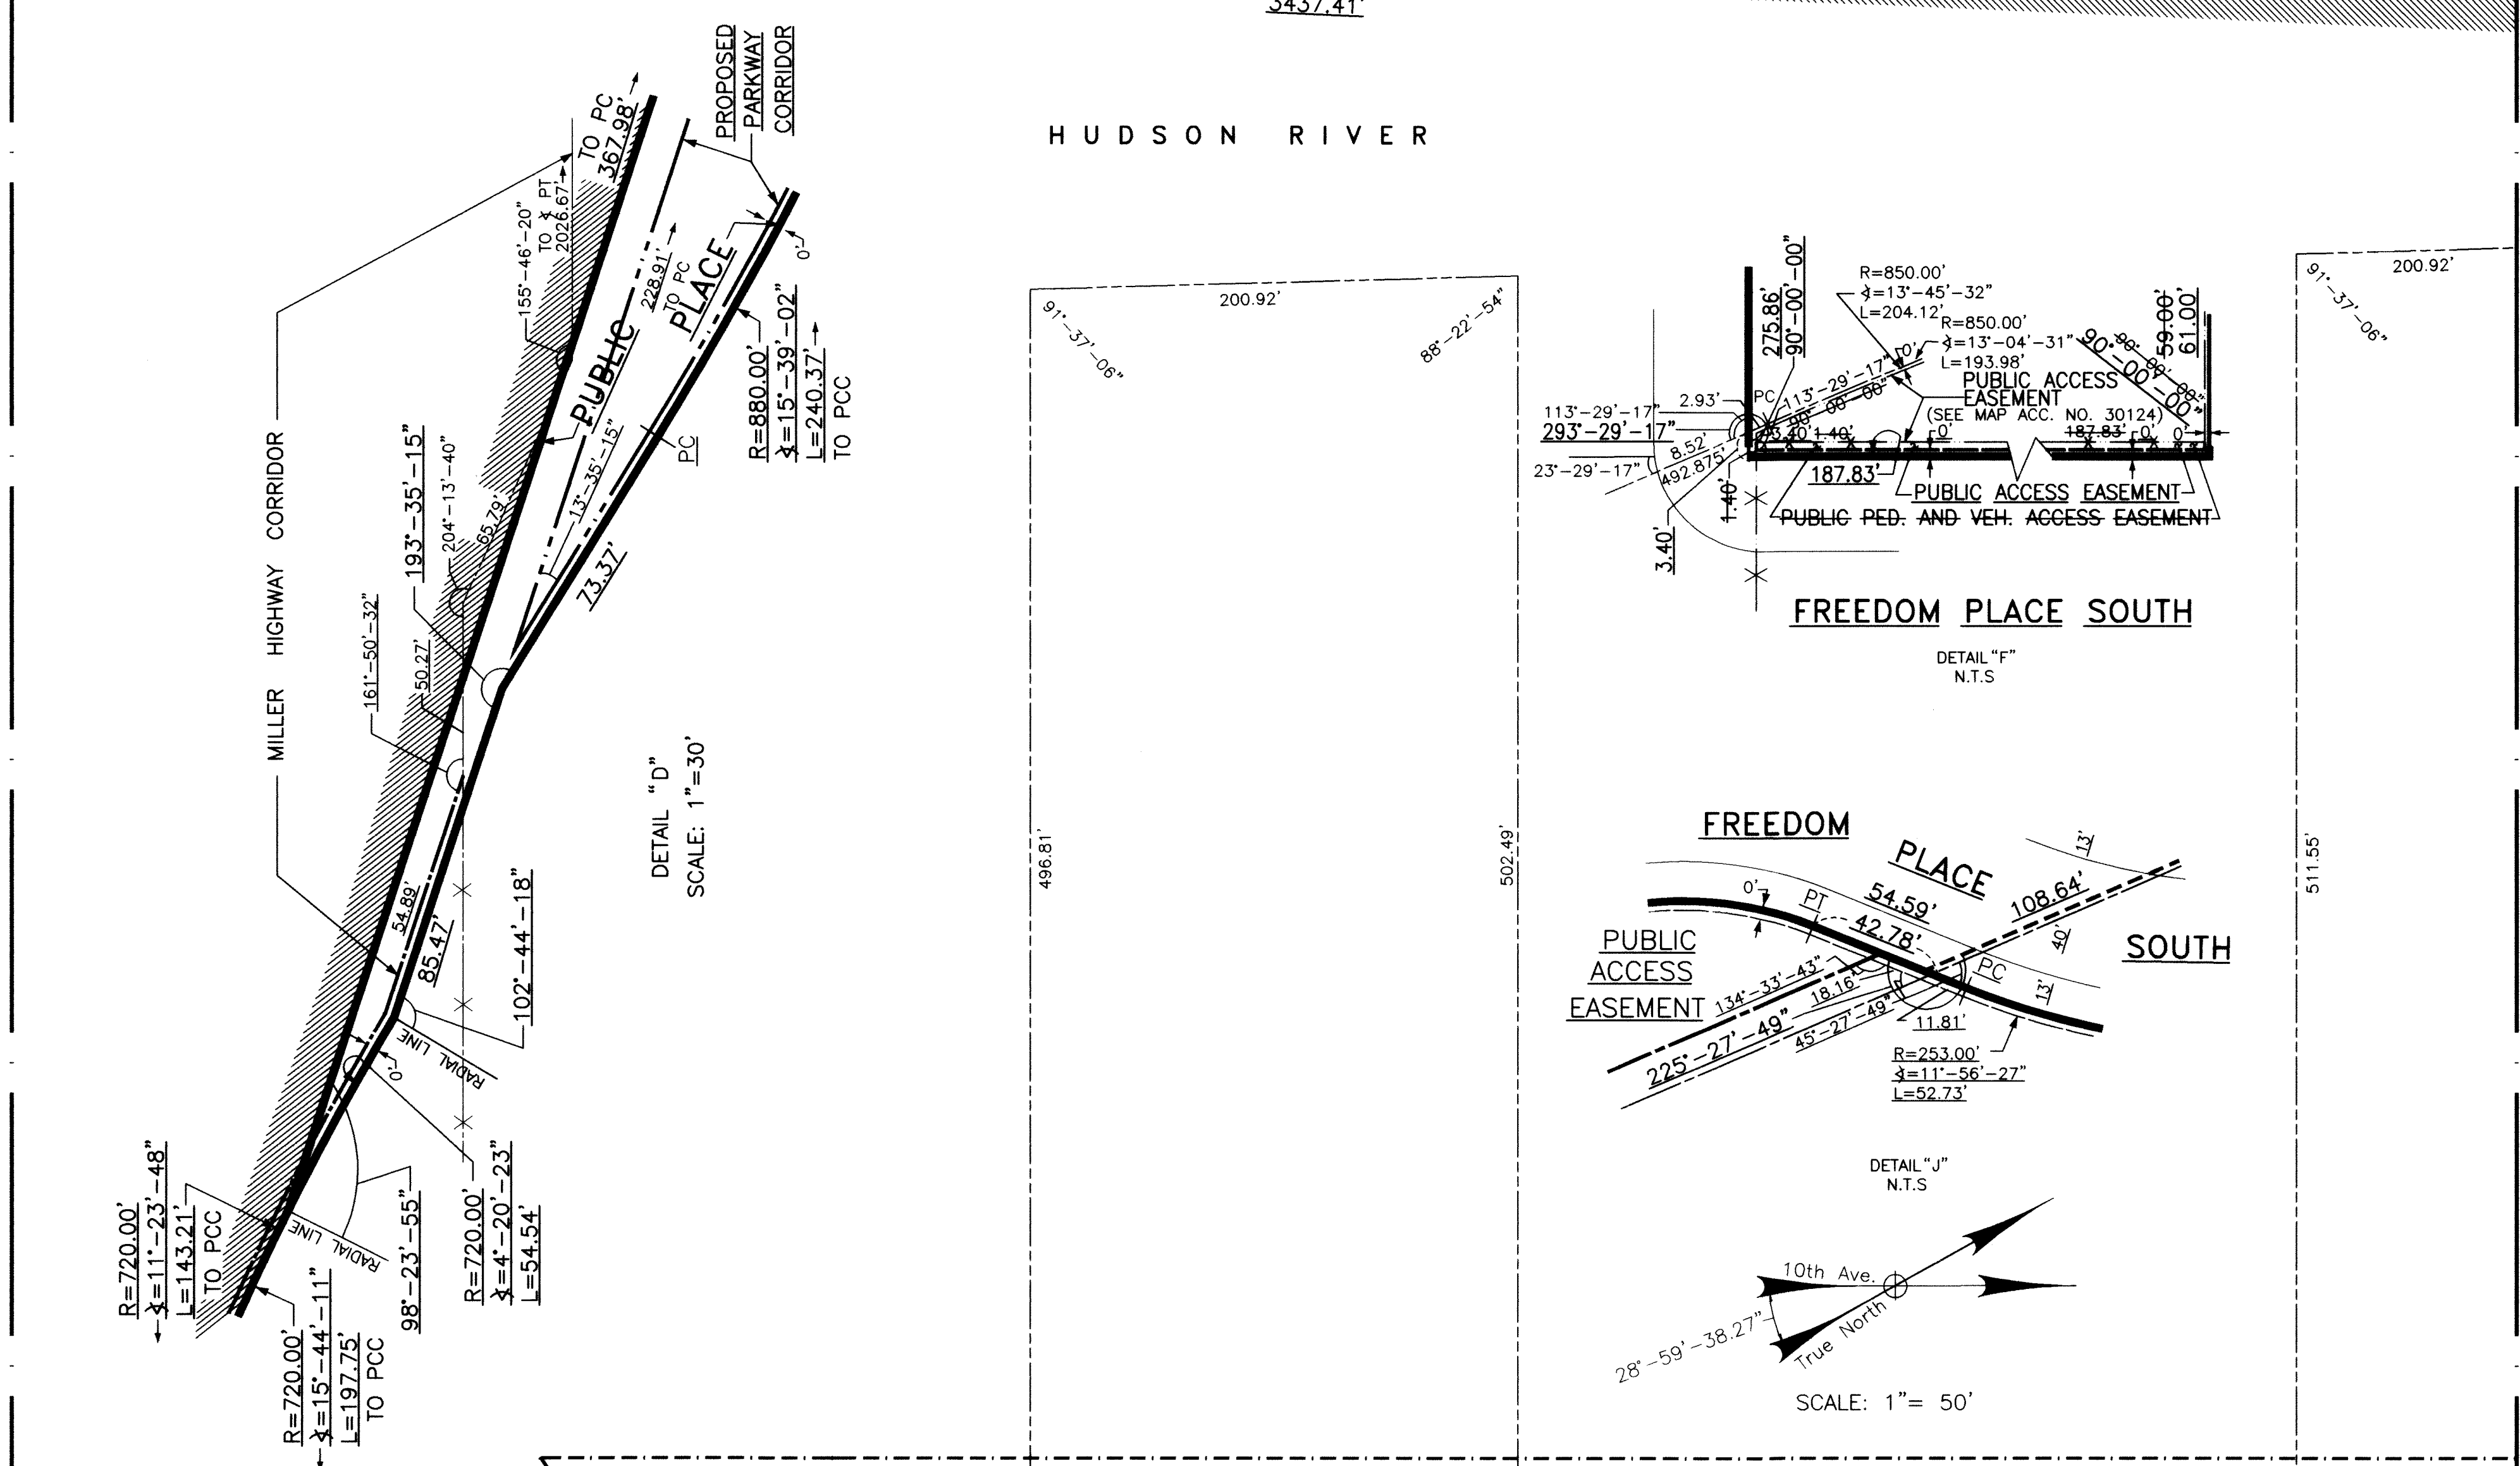 3437.41'
HUDSON RIVER
PROPOSED
PARKWAY
CORRIDOR
TO PC
367.98'
155°-46'-20"
TO ∢ PT
2026.67'
PUBLIC
PLACE
228.91'
TO PC
0'
R=880.00'
∢=15°-39'-02"
L=240.37'
TO PCC
PC
13°-35'-15"
73.37'
MILLER HIGHWAY CORRIDOR
193°-35'-15"
204°-13'-40"
65.79'
161°-50'-32"
50.27'
54.89'
85.47'
102°-44'-18"
RADIAL LINE
0'
RADIAL LINE
98°-23'-55"
R=720.00'
∢=4°-20'-23"
L=54.54'
R=720.00'
∢=11°-23'-48"
L=143.21'
TO PCC
R=720.00'
∢=15°-44'-11"
L=197.75'
TO PCC
DETAIL "D"
SCALE: 1"=30'
91°-37'-06"
200.92'
88°-22'-54"
496.81'
502.49'
275.86'
90°-00'-00"
R=850.00'
∢=13°-45'-32"
L=204.12'
R=850.00'
∢=13°-04'-31"
L=193.98'
0'
PUBLIC ACCESS
EASEMENT
(SEE MAP ACC. NO. 30124)
90°-00'-00"
90°-00'-00"
59.00'
61.00'
PC
113°-29'-17"
90°-00'-00"
2.93'
113°-29'-17"
293°-29'-17"
23°-29'-17"
8.52'
492.875'
3.40'
1.40'
0'
187.83'
0'
0'
187.83'
1.40'
3.40'
PUBLIC ACCESS EASEMENT
PUBLIC PED. AND VEH. ACCESS EASEMENT
FREEDOM PLACE SOUTH
DETAIL "F"
N.T.S
91°-37'-06"
200.92'
511.55'
FREEDOM
PLACE
SOUTH
13'
0'
PT
54.59'
42.78'
108.64'
40'
PC
13'
PUBLIC
ACCESS
EASEMENT
134°-33'-43"
18.16'
225°-27'-49"
45°-27'-49"
11.81'
R=253.00'
∢=11°-56'-27"
L=52.73'
DETAIL "J"
N.T.S
10th Ave.
True North
28°-59'-38.27"
SCALE: 1"= 50'